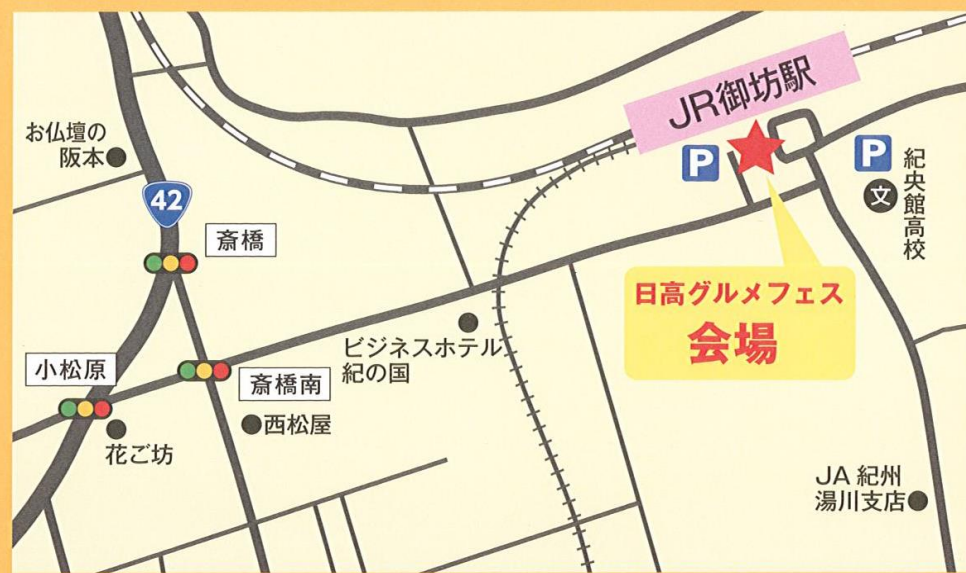 JR御坊駅
お仏壇の
阪本
42
斎橋
P
P
文
紀央館高校
日高グルメフェス
会場
小松原
斎橋南
ビジネスホテル
紀の国
花ご坊
西松屋
JA 紀州
湯川支店